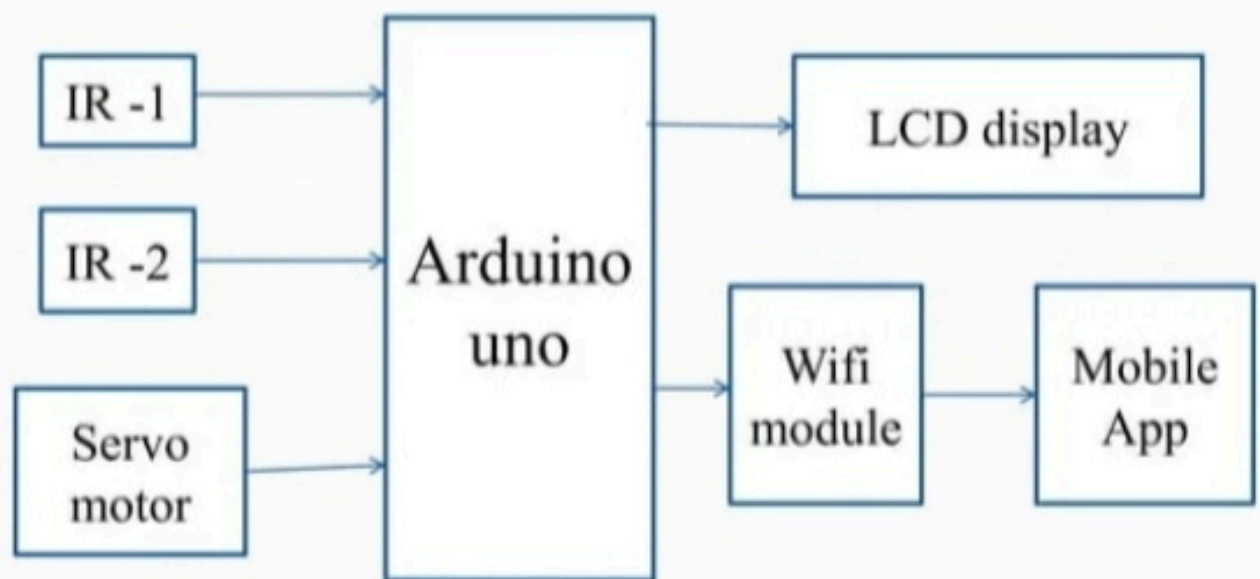 IR -1
IR -2
Servo
motor
Arduino
uno
LCD display
Wifi
module
Mobile
App